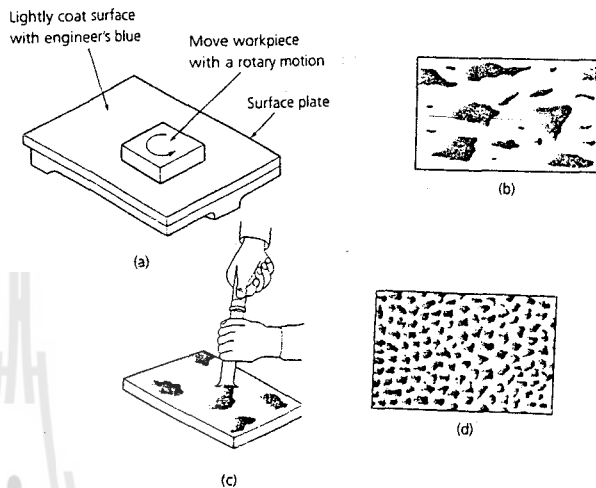 Lightly coat surface
with engineer's blue
Move workpiece
with a rotary motion
Surface plate
(a)
(b)
(c)
(d)